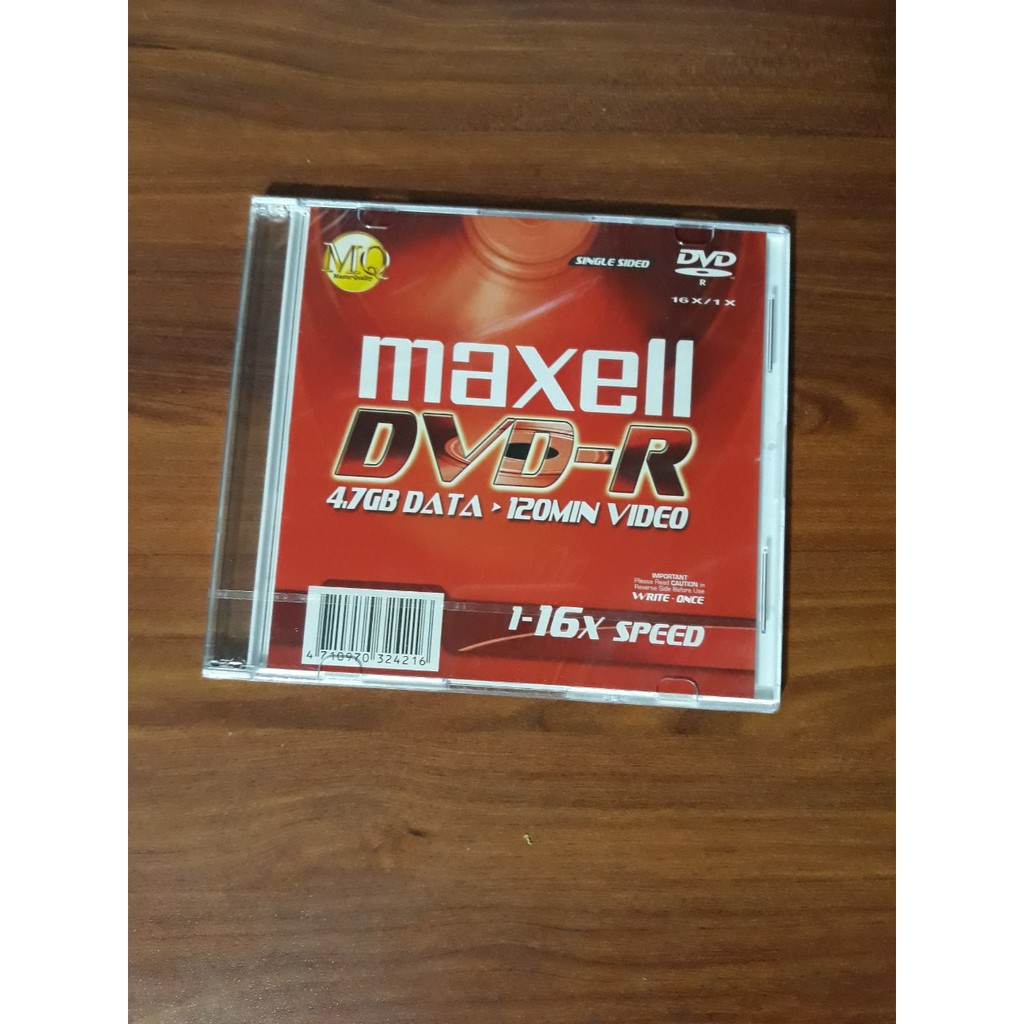 MQ
MasterQuality
SINGLE SIDED
DVD
R
16X/1X
maxell
DVD-R
4.7GB DATA ▸ 120MIN VIDEO
IMPORTANT
Please Read CAUTION in
Reverse Side Before Use
WRITE-ONCE
1-16X SPEED
4 710970 324216